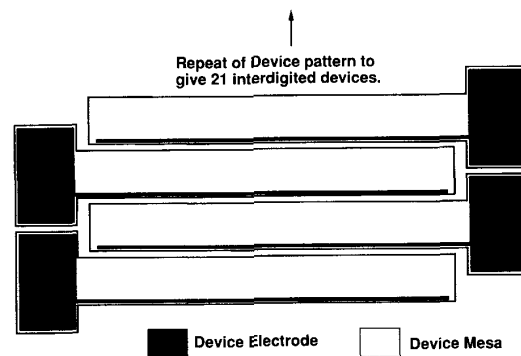 Repeat of Device pattern to
give 21 interdigited devices.
Device Electrode
Device Mesa